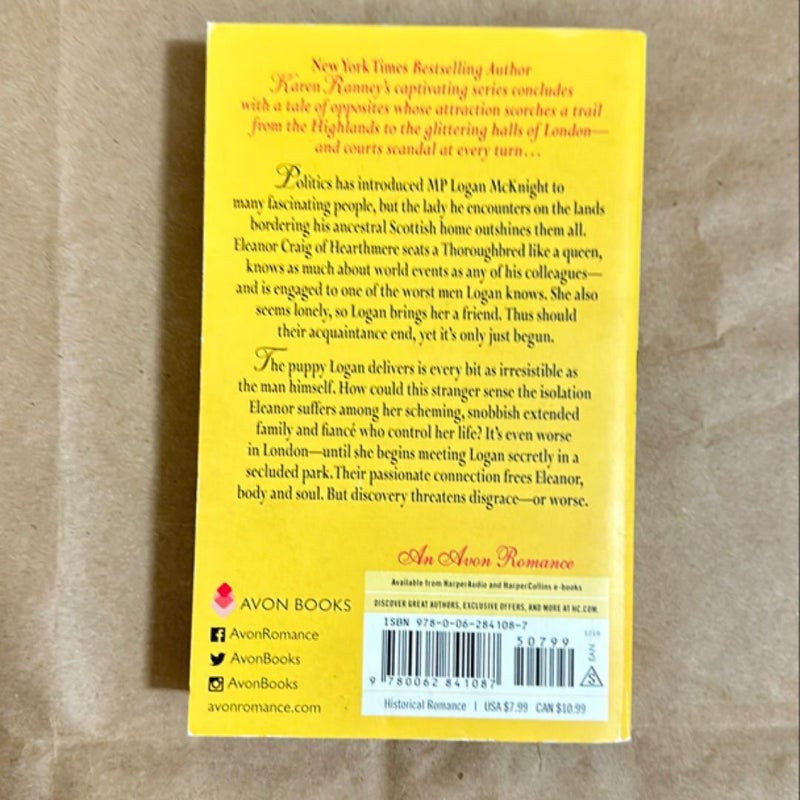 New York Times Bestselling Author
Karen Ranney's captivating series concludes
with a tale of opposites whose attraction scorches a trail
from the Highlands to the glittering halls of London—
and courts scandal at every turn...
Politics has introduced MP Logan McKnight to
many fascinating people, but the lady he encounters on the lands
bordering his ancestral Scottish home outshines them all.
Eleanor Craig of Hearthmere seats a Thoroughbred like a queen,
knows as much about world events as any of his colleagues—
and is engaged to one of the worst men Logan knows. She also
seems lonely, so Logan brings her a friend. Thus should
their acquaintance end, yet it's only just begun.
The puppy Logan delivers is every bit as irresistible as
the man himself. How could this stranger sense the isolation
Eleanor suffers among her scheming, snobbish extended
family and fiancé who control her life? It's even worse
in London—until she begins meeting Logan secretly in a
secluded park. Their passionate connection frees Eleanor,
body and soul. But discovery threatens disgrace—or worse.
An Avon Romance
Available from HarperAudio and HarperCollins e-books
DISCOVER GREAT AUTHORS, EXCLUSIVE OFFERS, AND MORE AT HC.COM.
AVON BOOKS
AvonRomance
AvonBooks
AvonBooks
avonromance.com
ISBN 978-0-06-284108-7
50799
EAN
S
9 780062 841087
Historical Romance | USA $7.99 CAN $10.99